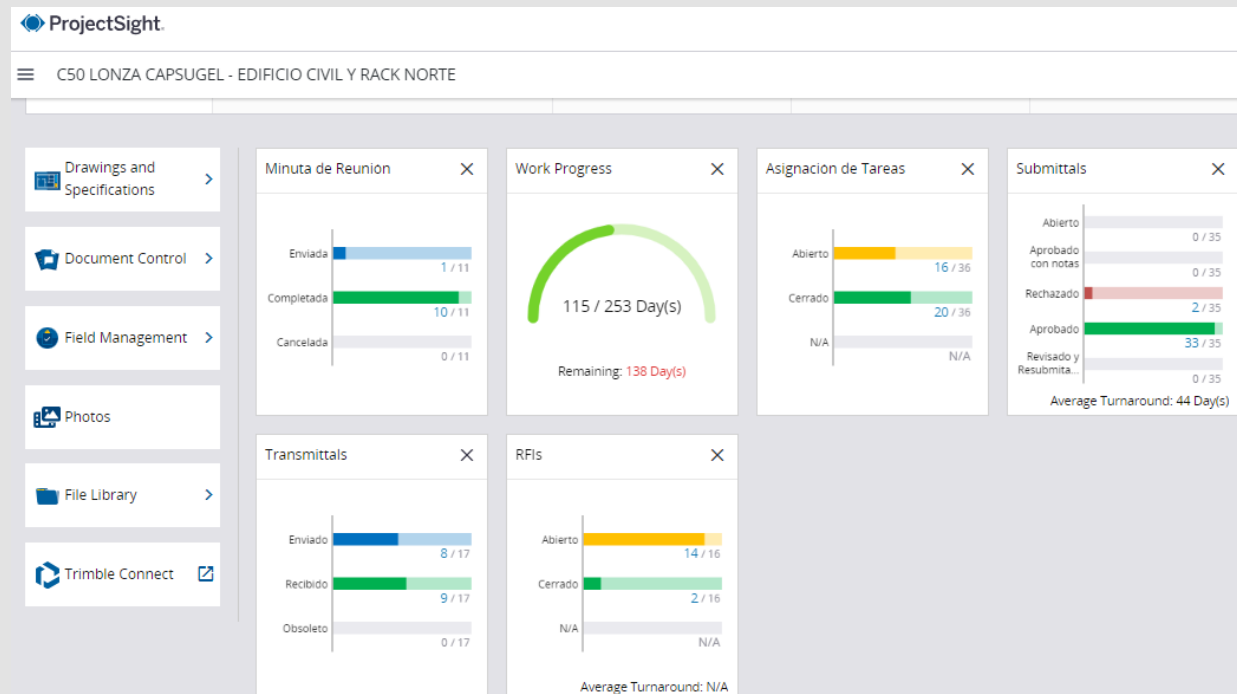 ProjectSight.
C50 LONZA CAPSUGEL - EDIFICIO CIVIL Y RACK NORTE
Drawings and
Specifications
Document Control
Field Management
Photos
File Library
Trimble Connect
Minuta de Reunión
Enviada
1 / 11
Completada
10 / 11
Cancelada
0 / 11
Work Progress
115 / 253 Day(s)
Remaining: 138 Day(s)
Asignación de Tareas
Abierto
16 / 36
Cerrado
20 / 36
N/A
N/A
Submittals
Abierto
0 / 35
Aprobado
con notas
0 / 35
Rechazado
2 / 35
Aprobado
33 / 35
Revisado y
Resubmita...
0 / 35
Average Turnaround: 44 Day(s)
Transmittals
Enviado
8 / 17
Recibido
9 / 17
Obsoleto
0 / 17
RFIs
Abierto
14 / 16
Cerrado
2 / 16
N/A
N/A
Average Turnaround: N/A